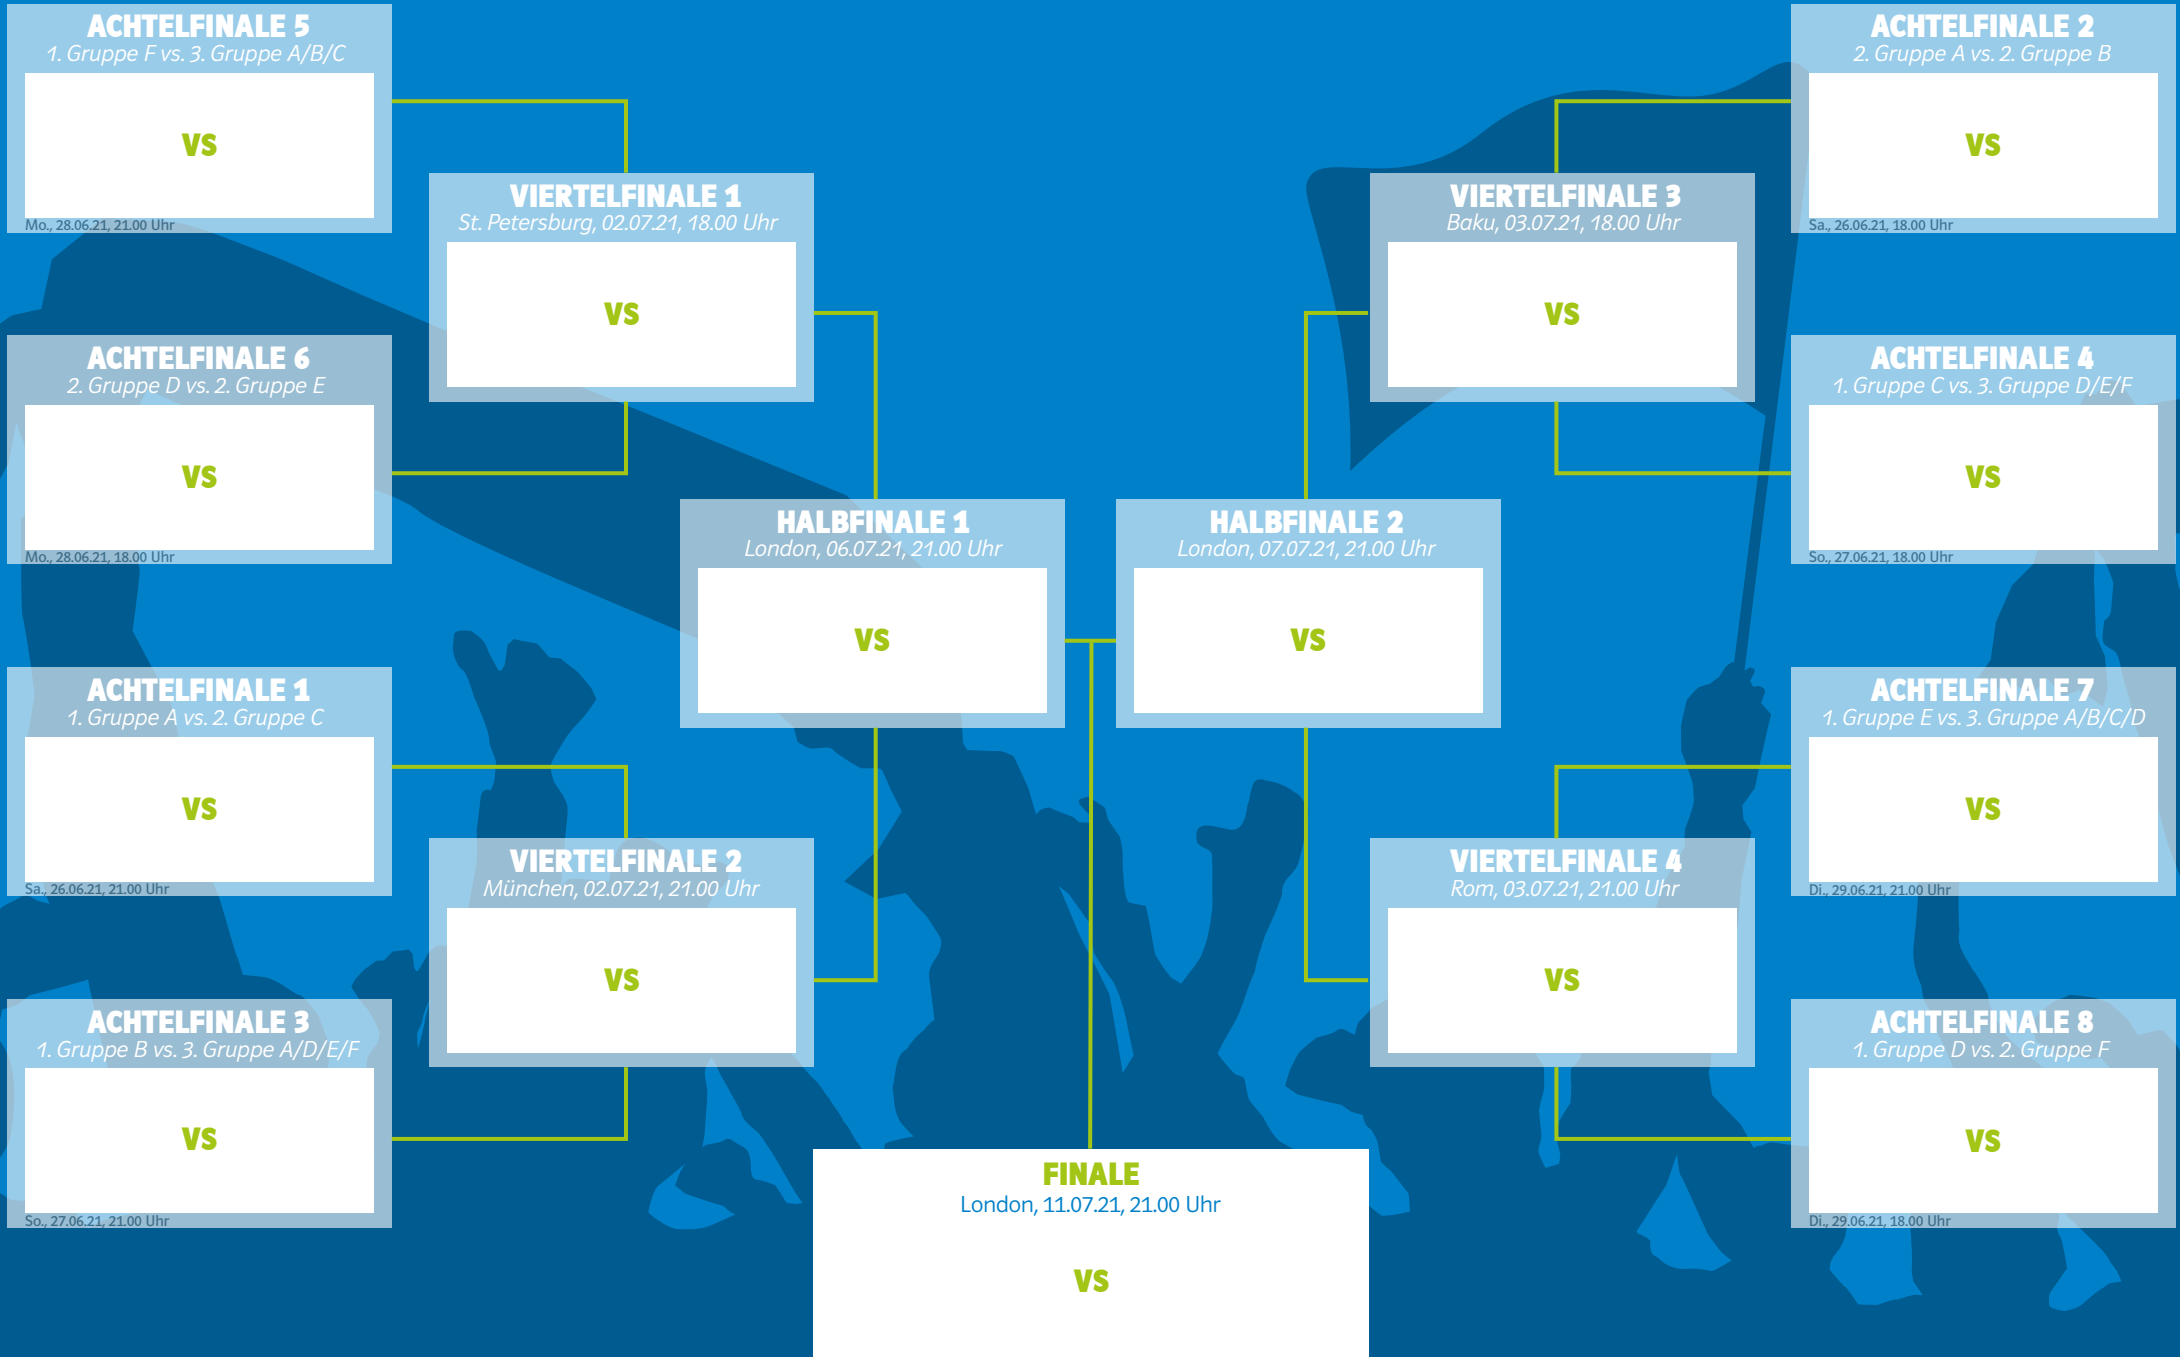 ACHTELFINALE 5
1. Gruppe F vs. 3. Gruppe A/B/C
VS
Mo., 28.06.21, 21.00 Uhr
ACHTELFINALE 6
2. Gruppe D vs. 2. Gruppe E
VS
Mo., 28.06.21, 18.00 Uhr
ACHTELFINALE 1
1. Gruppe A vs. 2. Gruppe C
VS
Sa., 26.06.21, 21.00 Uhr
ACHTELFINALE 3
1. Gruppe B vs. 3. Gruppe A/D/E/F
VS
So., 27.06.21, 21.00 Uhr
VIERTELFINALE 1
St. Petersburg, 02.07.21, 18.00 Uhr
VS
VIERTELFINALE 2
München, 02.07.21, 21.00 Uhr
VS
HALBFINALE 1
London, 06.07.21, 21.00 Uhr
VS
HALBFINALE 2
London, 07.07.21, 21.00 Uhr
VS
FINALE
London, 11.07.21, 21.00 Uhr
VS
VIERTELFINALE 3
Baku, 03.07.21, 18.00 Uhr
VS
VIERTELFINALE 4
Rom, 03.07.21, 21.00 Uhr
VS
ACHTELFINALE 2
2. Gruppe A vs. 2. Gruppe B
VS
Sa., 26.06.21, 18.00 Uhr
ACHTELFINALE 4
1. Gruppe C vs. 3. Gruppe D/E/F
VS
So., 27.06.21, 18.00 Uhr
ACHTELFINALE 7
1. Gruppe E vs. 3. Gruppe A/B/C/D
VS
Di., 29.06.21, 21.00 Uhr
ACHTELFINALE 8
1. Gruppe D vs. 2. Gruppe F
VS
Di., 29.06.21, 18.00 Uhr